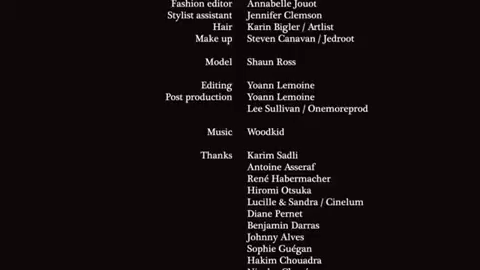 Fashion editor Annabelle Jouot
Stylist assistant Jennifer Clemson
Hair Karin Bigler / Artlist
Make up Steven Canavan / Jedroot
Model Shaun Ross
Editing Yoann Lemoine
Post production Yoann Lemoine
Lee Sullivan / Onemoreprod
Music Woodkid
Thanks Karim Sadli
Antoine Asseraf
René Habermacher
Hiromi Otsuka
Lucille & Sandra / Cinelum
Diane Pernet
Benjamin Darras
Johnny Alves
Sophie Guégan
Hakim Chouadra